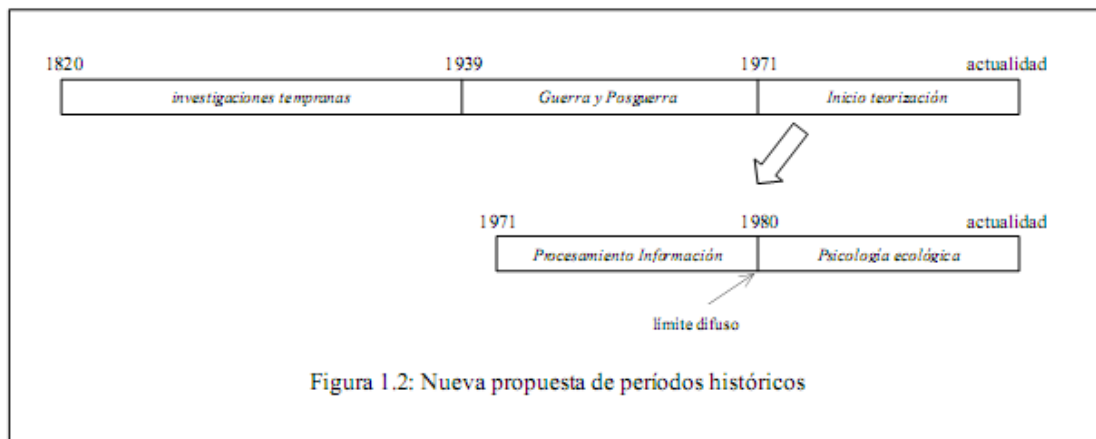 1820 1939 1971 actualidad
investigaciones tempranas Guerra y Posguerra Inicio teorización
1971 1980 actualidad
Procesamiento Información Psicología ecológica
límite difuso
Figura 1.2: Nueva propuesta de períodos históricos